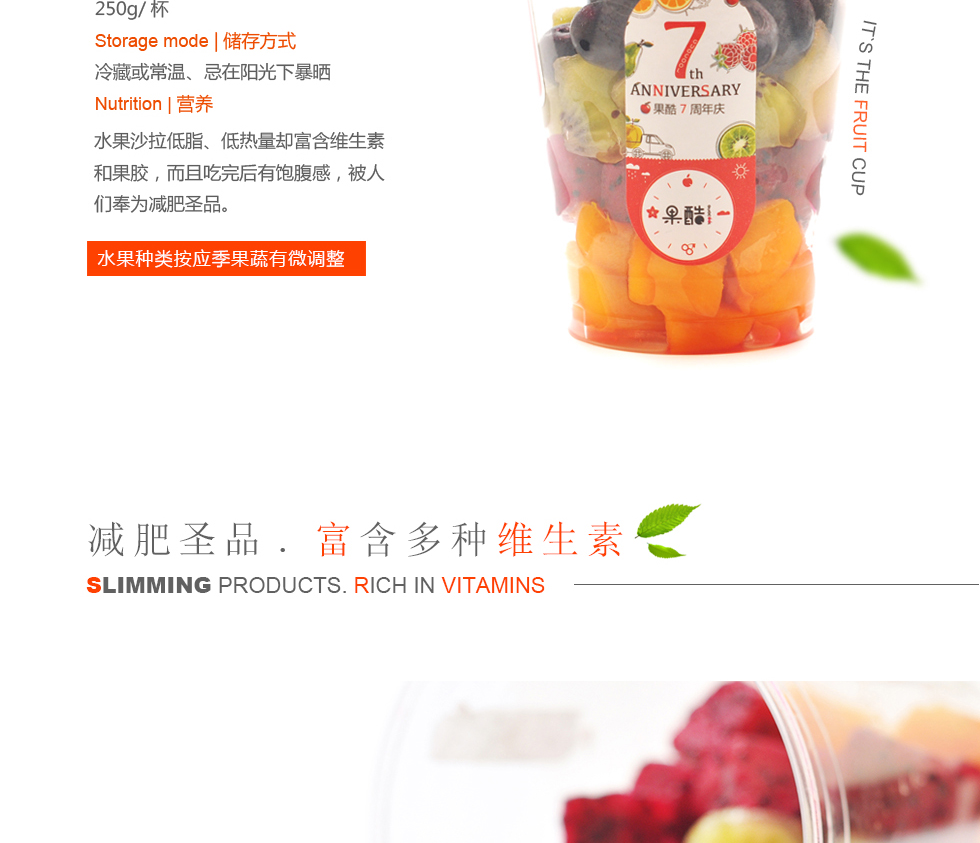 250g/ 杯
Storage mode | 储存方式
冷藏或常温、忌在阳光下暴晒
Nutrition | 营养
水果沙拉低脂、低热量却富含维生素
和果胶，而且吃完后有饱腹感，被人
们奉为减肥圣品。
水果种类按应季果蔬有微调整
7th
ANNIVERSARY
果酷 7 周年庆
果酷
IT'S THE FRUIT CUP
减肥圣品 . 富含多种维生素
SLIMMING PRODUCTS. RICH IN VITAMINS